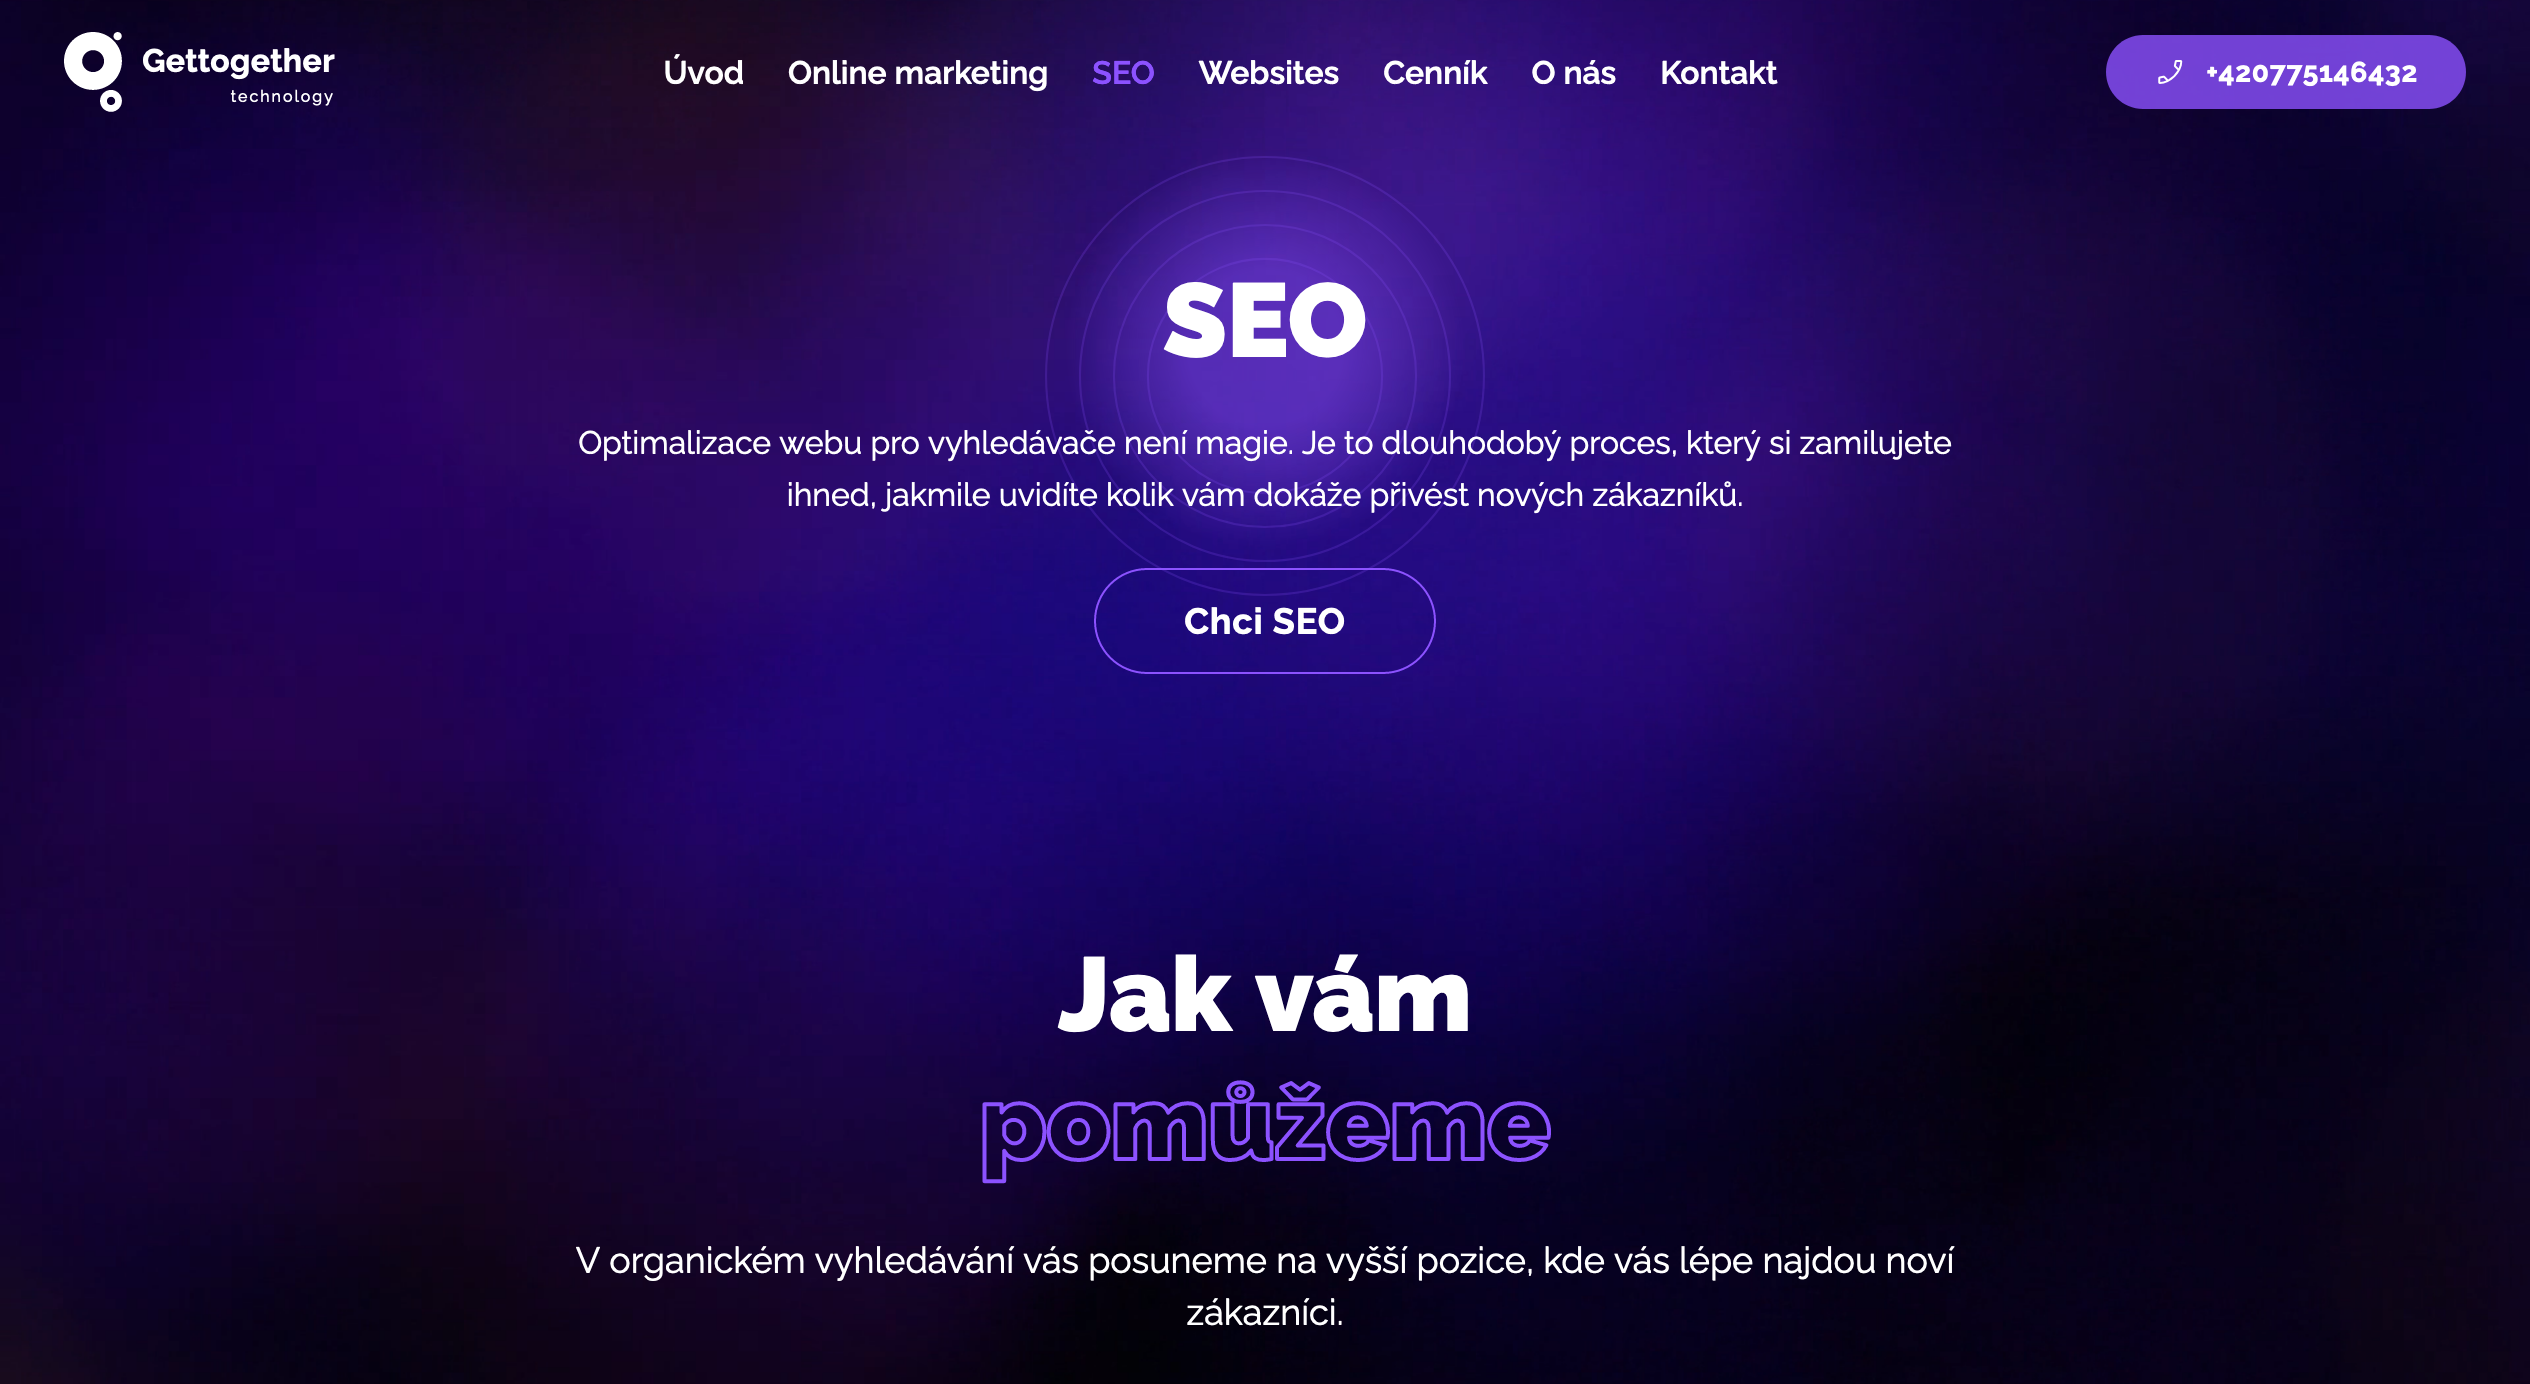 Gettogether
technology
Úvod
Online marketing
SEO
Websites
Cenník
O nás
Kontakt
+420775146432
SEO
Optimalizace webu pro vyhledávače není magie. Je to dlouhodobý proces, který si zamilujete
ihned, jakmile uvidíte kolik vám dokáže přivést nových zákazníků.
Chci SEO
Jak vám
pomůžeme
V organickém vyhledávání vás posuneme na vyšší pozice, kde vás lépe najdou noví
zákazníci.